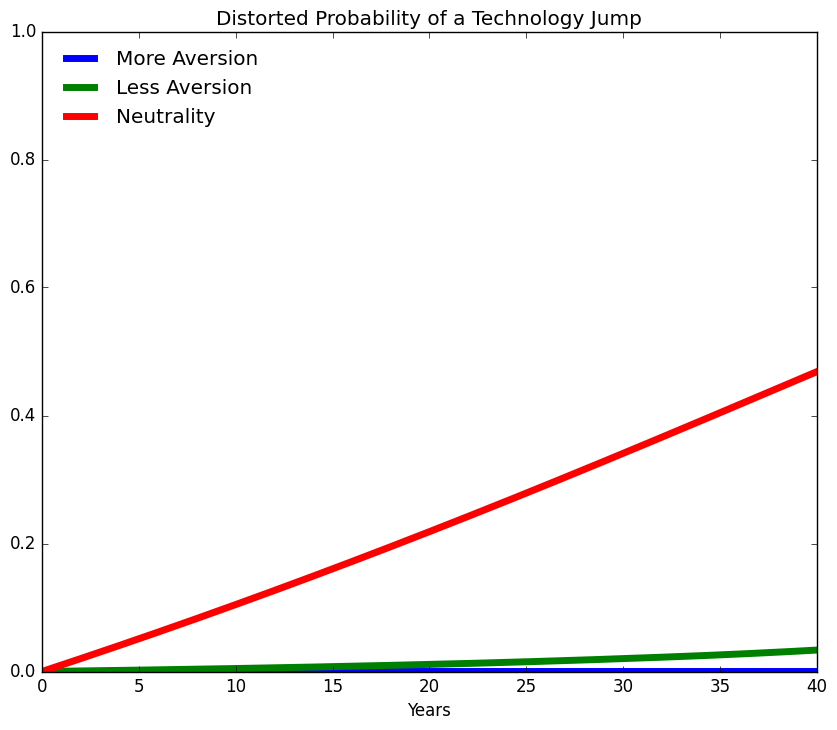 Distorted Probability of a Technology Jump
1.0
More Aversion
Less Aversion
Neutrality
0.8
0.6
0.4
0.2
0.0
0 5 10 15 20 25 30 35 40
Years